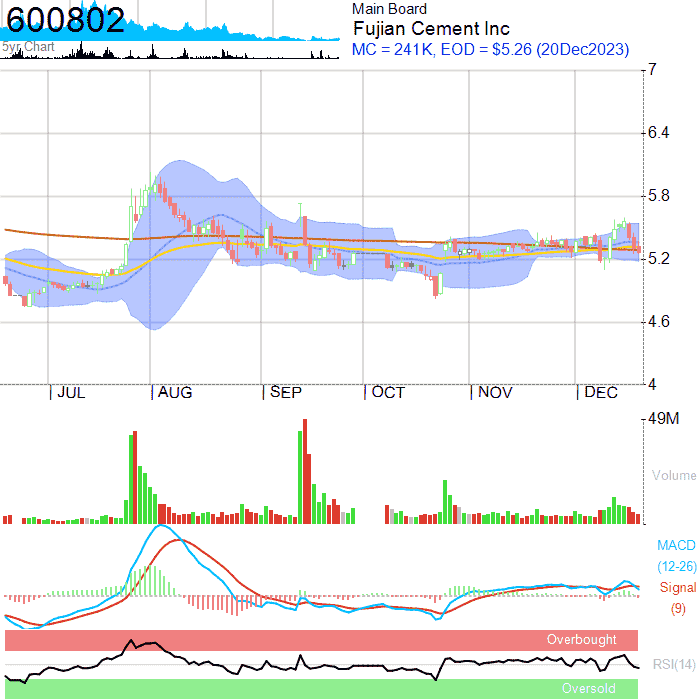 600802
5yr Chart
Main Board
Fujian Cement Inc
MC = 241K, EOD = $5.26 (20Dec2023)
7
6.4
5.8
5.2
4.6
4
JUL
AUG
SEP
OCT
NOV
DEC
49M
Volume
MACD
(12-26)
Signal
(9)
Overbought
RSI(14)
Oversold